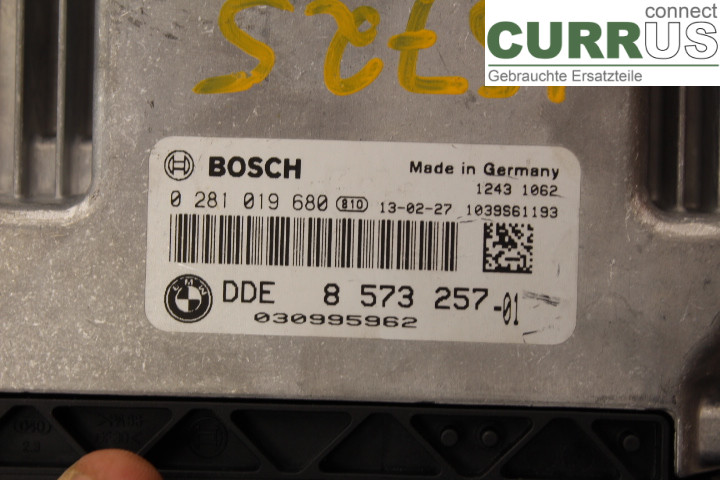 connect
CURRUS
Gebrauchte Ersatzteile
BOSCH
Made in Germany
1243 1062
0 281 019 680 810 13-02-27 1039S61193
BMW
DDE 8 573 257-01
030995962